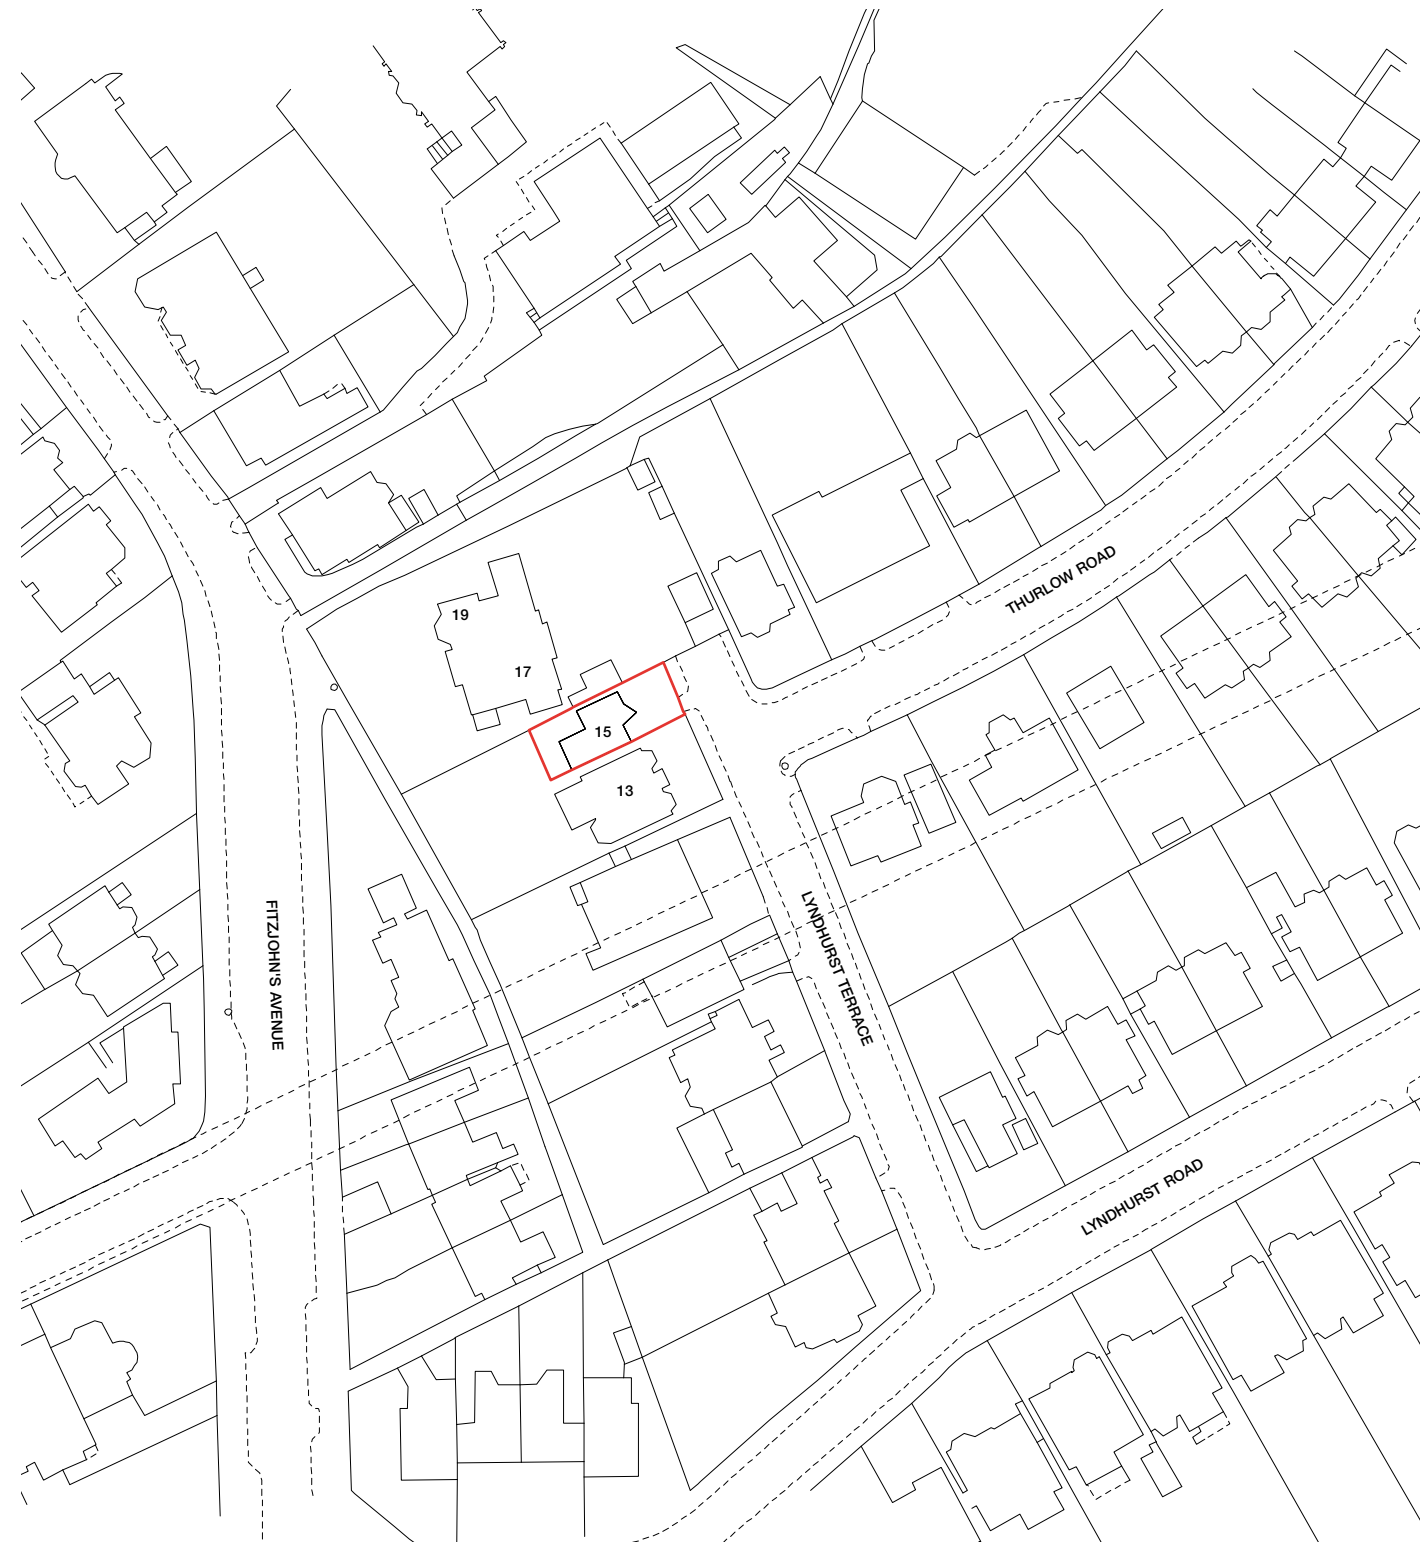 THURLOW ROAD
19
17
15
13
FITZJOHN'S AVENUE
LYNDHURST TERRACE
LYNDHURST ROAD